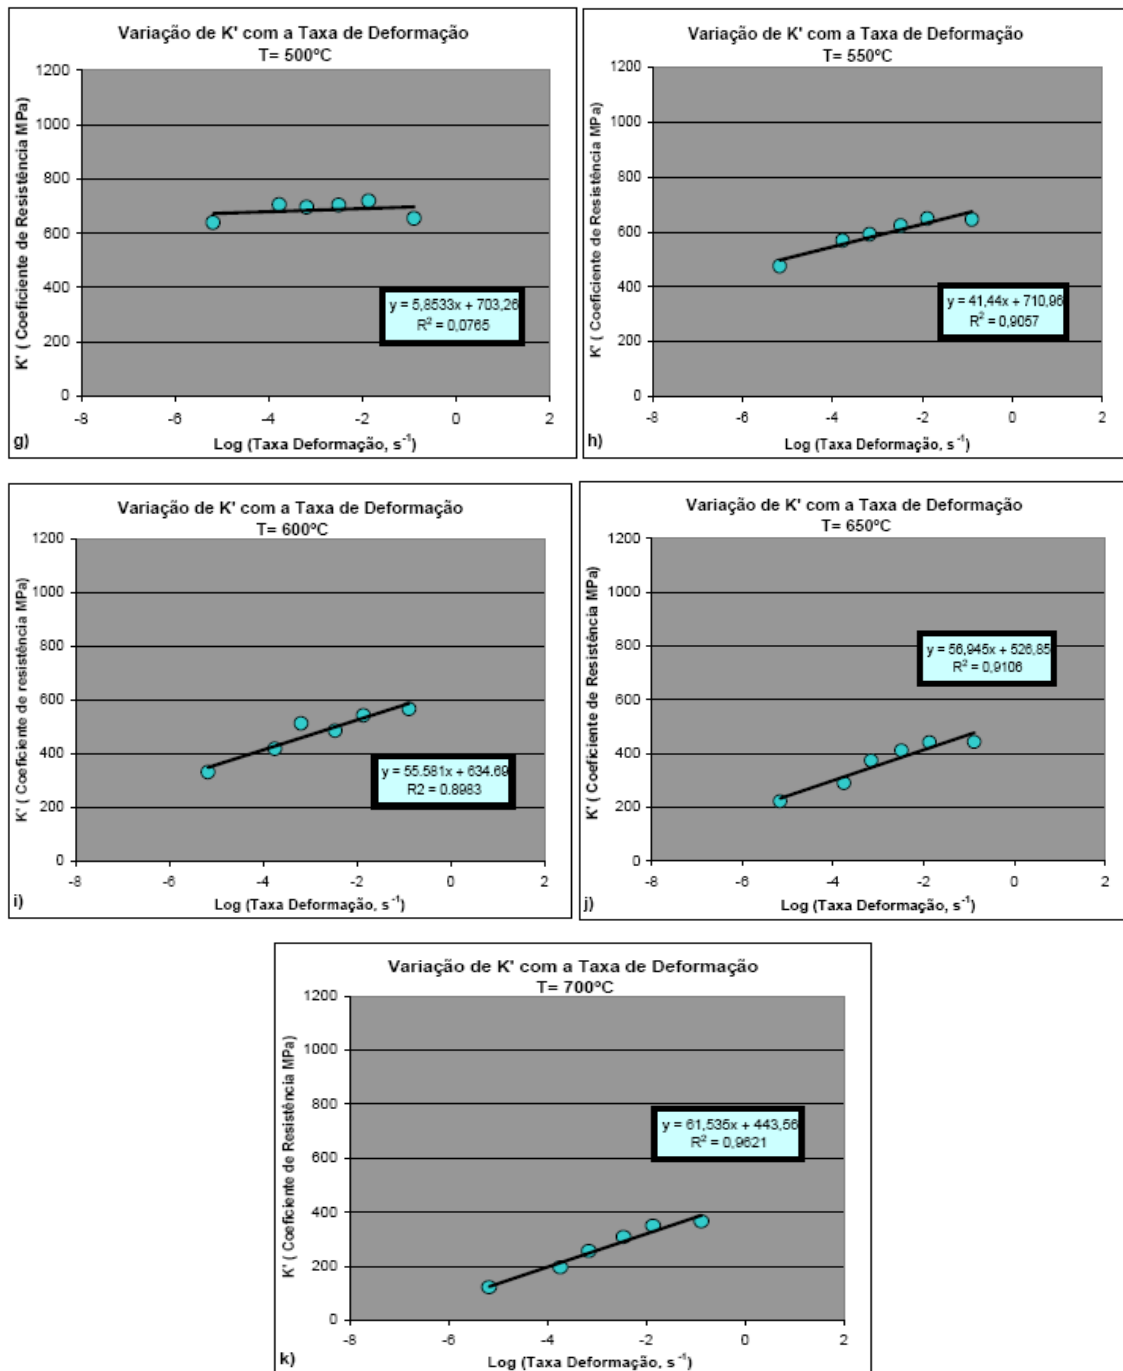 Variação de K' com a Taxa de Deformação
T= 500ºC
K' ( Coeficiente de Resistência MPa)
1200
1000
800
600
400
200
0
y = 5,8533x + 703,26
R² = 0,0765
-8 -6 -4 -2 0 2
g)
Log (Taxa Deformação, s⁻¹)
Variação de K' com a Taxa de Deformação
T= 550ºC
K' ( Coeficiente de Resistência MPa)
1200
1000
800
600
400
200
0
y = 41,44x + 710,96
R² = 0,9057
-8 -6 -4 -2 0 2
h)
Log (Taxa Deformação, s⁻¹)
Variação de K' com a Taxa de Deformação
T= 600ºC
K' ( Coeficiente de resistência MPa)
1200
1000
800
600
400
200
0
y = 55.581x + 634.69
R2 = 0.8983
-8 -6 -4 -2 0 2
i)
Log (Taxa Deformação, s⁻¹)
Variação de K' com a Taxa de Deformação
T= 650ºC
K' ( Coeficiente de Resistência MPa)
1200
1000
800
600
400
200
0
y = 56,945x + 526,85
R² = 0,9106
-8 -6 -4 -2 0 2
j)
Log (Taxa Deformação, s⁻¹)
Variação de K' com a Taxa de Deformação
T= 700ºC
K' ( Coeficiente de Resistência MPa)
1200
1000
800
600
400
200
0
y = 61,535x + 443,56
R² = 0,9621
-8 -6 -4 -2 0 2
k)
Log (Taxa Deformação, s⁻¹)